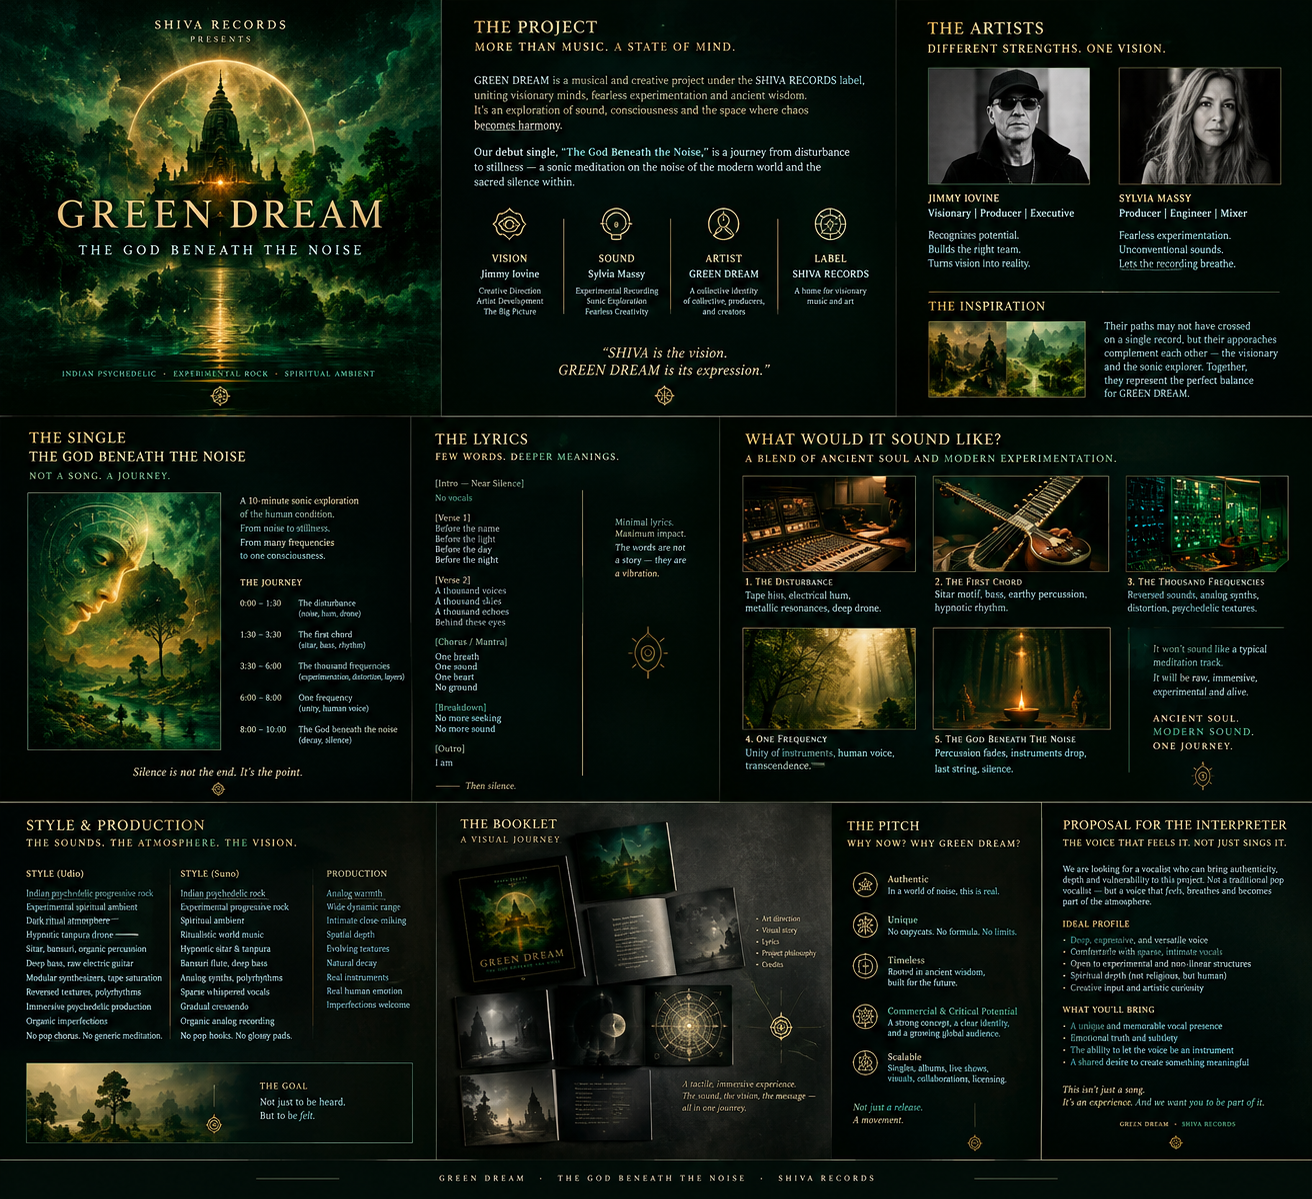 SHIVA RECORDS
PRESENTS
GREEN DREAM
THE GOD BENEATH THE NOISE
INDIAN PSYCHEDELIC · EXPERIMENTAL ROCK · SPIRITUAL AMBIENT
THE PROJECT
MORE THAN MUSIC. A STATE OF MIND.
GREEN DREAM is a musical and creative project under the SHIVA RECORDS label,
uniting visionary minds, fearless experimentation and ancient wisdom.
It's an exploration of sound, consciousness and the space where chaos
becomes harmony.
Our debut single, “The God Beneath the Noise,” is a journey from disturbance
to stillness — a sonic meditation on the noise of the modern world and the
sacred silence within.
VISION
Jimmy Iovine
Creative Direction
Artist Development
The Big Picture
SOUND
Sylvia Massy
Experimental Recording
Sonic Exploration
Fearless Creativity
ARTIST
GREEN DREAM
A collective identity
of collective, producers,
and creators
LABEL
SHIVA RECORDS
A home for visionary
music and art
“SHIVA is the vision.
GREEN DREAM is its expression.”
THE ARTISTS
DIFFERENT STRENGTHS. ONE VISION.
JIMMY IOVINE
Visionary | Producer | Executive
Recognizes potential.
Builds the right team.
Turns vision into reality.
SYLVIA MASSY
Producer | Engineer | Mixer
Fearless experimentation.
Unconventional sounds.
Lets the recording breathe.
THE INSPIRATION
Their paths may not have crossed
on a single record, but their apporaches
complement each other — the visionary
and the sonic explorer. Together,
they represent the perfect balance
for GREEN DREAM.
THE SINGLE
THE GOD BENEATH THE NOISE
NOT A SONG. A JOURNEY.
A 10-minute sonic exploration
of the human condition.
From noise to stillness.
From many frequencies
to one consciousness.
THE JOURNEY
0:00 – 1:30 The disturbance
(noise, hum, drone)
1:30 – 3:30 The first chord
(sitar, bass, rhythm)
3:30 – 6:00 The thousand frequencies
(experimenation, distortion, layers)
6:00 – 8:00 One frequency
(unity, human voice)
8:00 – 10:00 The God beneath the noise
(decay, silence)
Silence is not the end. It's the point.
THE LYRICS
FEW WORDS. DEEPER MEANINGS.
[Intro — Near Silence]
No vocals
[Verse 1]
Before the name
Before the light
Before the day
Before the night
[Verse 2]
A thousand voices
A thousand skies
A thousand echoes
Behind these eyes
[Chorus / Mantra]
One breath
One sound
One heart
No ground
[Breakdown]
No more seeking
No more sound
[Outro]
I am
Then silence.
Minimal lyrics.
Maximum impact.
The words are not
a story — they are
a vibration.
WHAT WOULD IT SOUND LIKE?
A BLEND OF ANCIENT SOUL AND MODERN EXPERIMENTATION.
1. THE DISTURBANCE
Tape hiss, electrical hum,
metallic resonances, deep drone.
2. THE FIRST CHORD
Sitar motif, bass, earthy percussion,
hypnotic rhythm.
3. THE THOUSAND FREQUENCIES
Reversed sounds, analog synths,
distortion, psychedelic textures.
4. ONE FREQUENCY
Unity of instruments, human voice,
transcendence.
5. THE GOD BENEATH THE NOISE
Percussion fades, instruments drop,
last string, silence.
It won't sound like a typical
meditation track.
It will be raw, immersive,
experimental and alive.
ANCIENT SOUL.
MODERN SOUND.
ONE JOURNEY.
STYLE & PRODUCTION
THE SOUNDS. THE ATMOSPHERE. THE VISION.
STYLE (Udio)
Indian psychedelic progressive rock
Experimental spiritual ambient
Dark ritual atmosphere
Hypnotic tanpura drone
Sitar, bansuri, organic percussion
Deep bass, raw electric guitar
Modular synthesizers, tape saturation
Reversed textures, polyrhythms
Immersive psychedelic production
Organic imperfections
No pop chorus. No generic meditation.
STYLE (Suno)
Indian psychedelic rock
Experimental progressive rock
Spiritual ambient
Ritualistic world music
Hypnotic sitar & tanpura
Bansuri flute, deep bass
Analog synths, polyrhythms
Sparse whispered vocals
Gradual crescendo
Organic analog recording
No pop hooks. No glossy pads.
PRODUCTION
Analog warmth
Wide dynamic range
Intimate close-miking
Spatial depth
Evolving textures
Natural decay
Real instruments
Real human emotion
Imperfections welcome
THE GOAL
Not just to be heard.
But to be felt.
THE BOOKLET
A VISUAL JOURNEY
GREEN DREAM
THE GOD BENEATH THE NOISE
• Art direction
• Visual story
• Lyrics
• Project philosophy
• Credits
A tactile, immersive experience.
The sound, the vision, the message —
all in one jounrey.
THE PITCH
WHY NOW? WHY GREEN DREAM?
Authentic
In a world of noise, this is real.
Unique
No copycats. No formula. No limits.
Timeless
Rooted in ancient wisdom,
built for the future.
Commercial & Critical Potential
A strong concept, a clear identity,
and a growing global audience.
Scalable
Singles, albums, live shows,
visuals, collaborations, licensing.
Not just a release.
A movement.
PROPOSAL FOR THE INTERPRETER
THE VOICE THAT FEELS IT. NOT JUST SINGS IT.
We are looking for a vocalist who can bring authenticity,
depth and vulnerability to this project. Not a traditional pop
vocalist — but a voice that feels, breathes and becomes
part of the atmosphere.
IDEAL PROFILE
• Deep, expressive, and versatile voice
• Comfortable with sparse, intimate vocals
• Open to experimental and non-linear structures
• Spiritual depth (not religious, but human)
• Creative input and artistic curiosity
WHAT YOU'LL BRING
• A unique and memorable vocal presence
• Emotional truth and subtlety
• The ability to let the voice be an instrument
• A shared desire to create something meaningful
This isn't just a song.
It's an experience. And we want you to be part of it.
GREEN DREAM • SHIVA RECORDS
GREEN DREAM · THE GOD BENEATH THE NOISE · SHIVA RECORDS